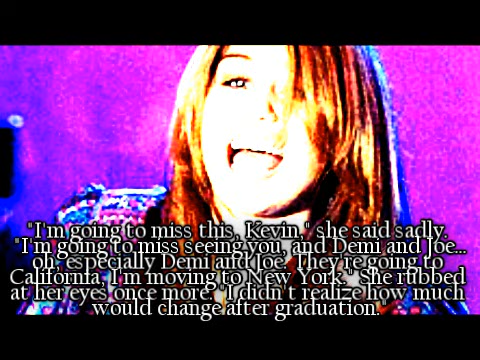 "I'm going to miss this, Kevin," she said sadly.
"I'm going to miss seeing you, and Demi and Joe...
oh, especially Demi and Joe. They're going to
California, I'm moving to New York." She rubbed
at her eyes once more. "I didn't realize how much
would change after graduation."